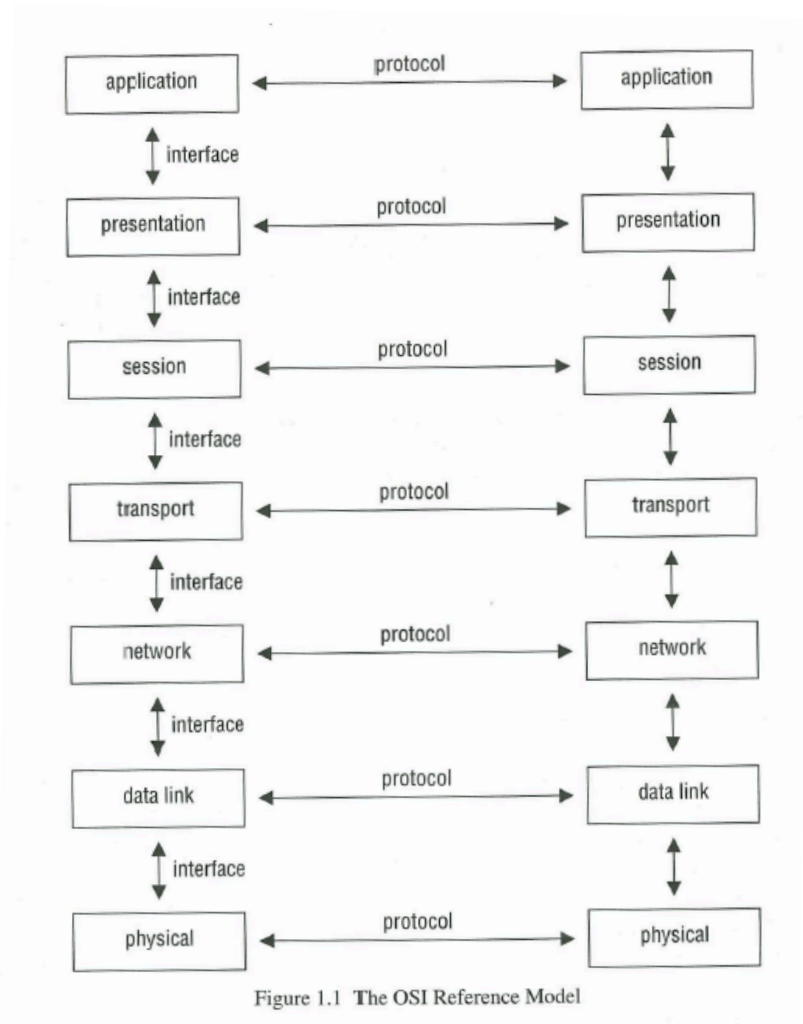 protocol
application application
interface
protocol
presentation presentation
interface
protocol
session session
interface
protocol
transport transport
interface
protocol
network network
interface
protocol
data link data link
interface
protocol
physical physical
Figure 1.1 The OSI Reference Model